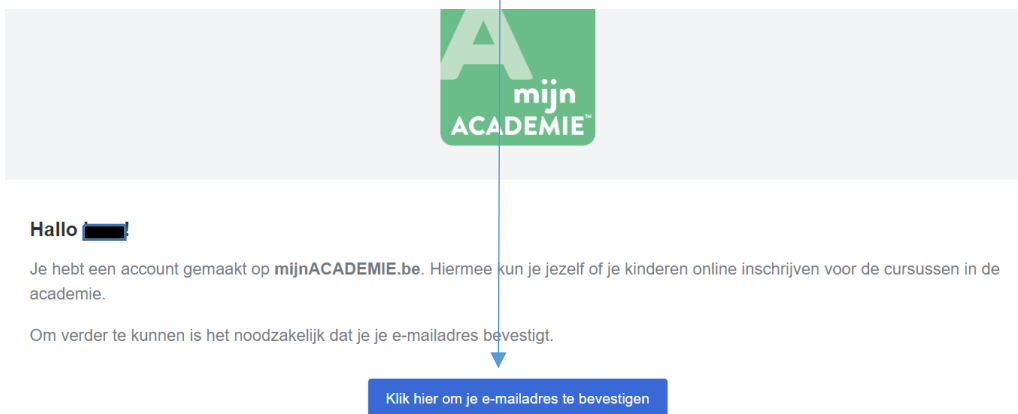 A
mijn
ACADEMIE™
Hallo !
Je hebt een account gemaakt op mijnACADEMIE.be. Hiermee kun je jezelf of je kinderen online inschrijven voor de cursussen in de
academie.
Om verder te kunnen is het noodzakelijk dat je je e-mailadres bevestigt.
Klik hier om je e-mailadres te bevestigen